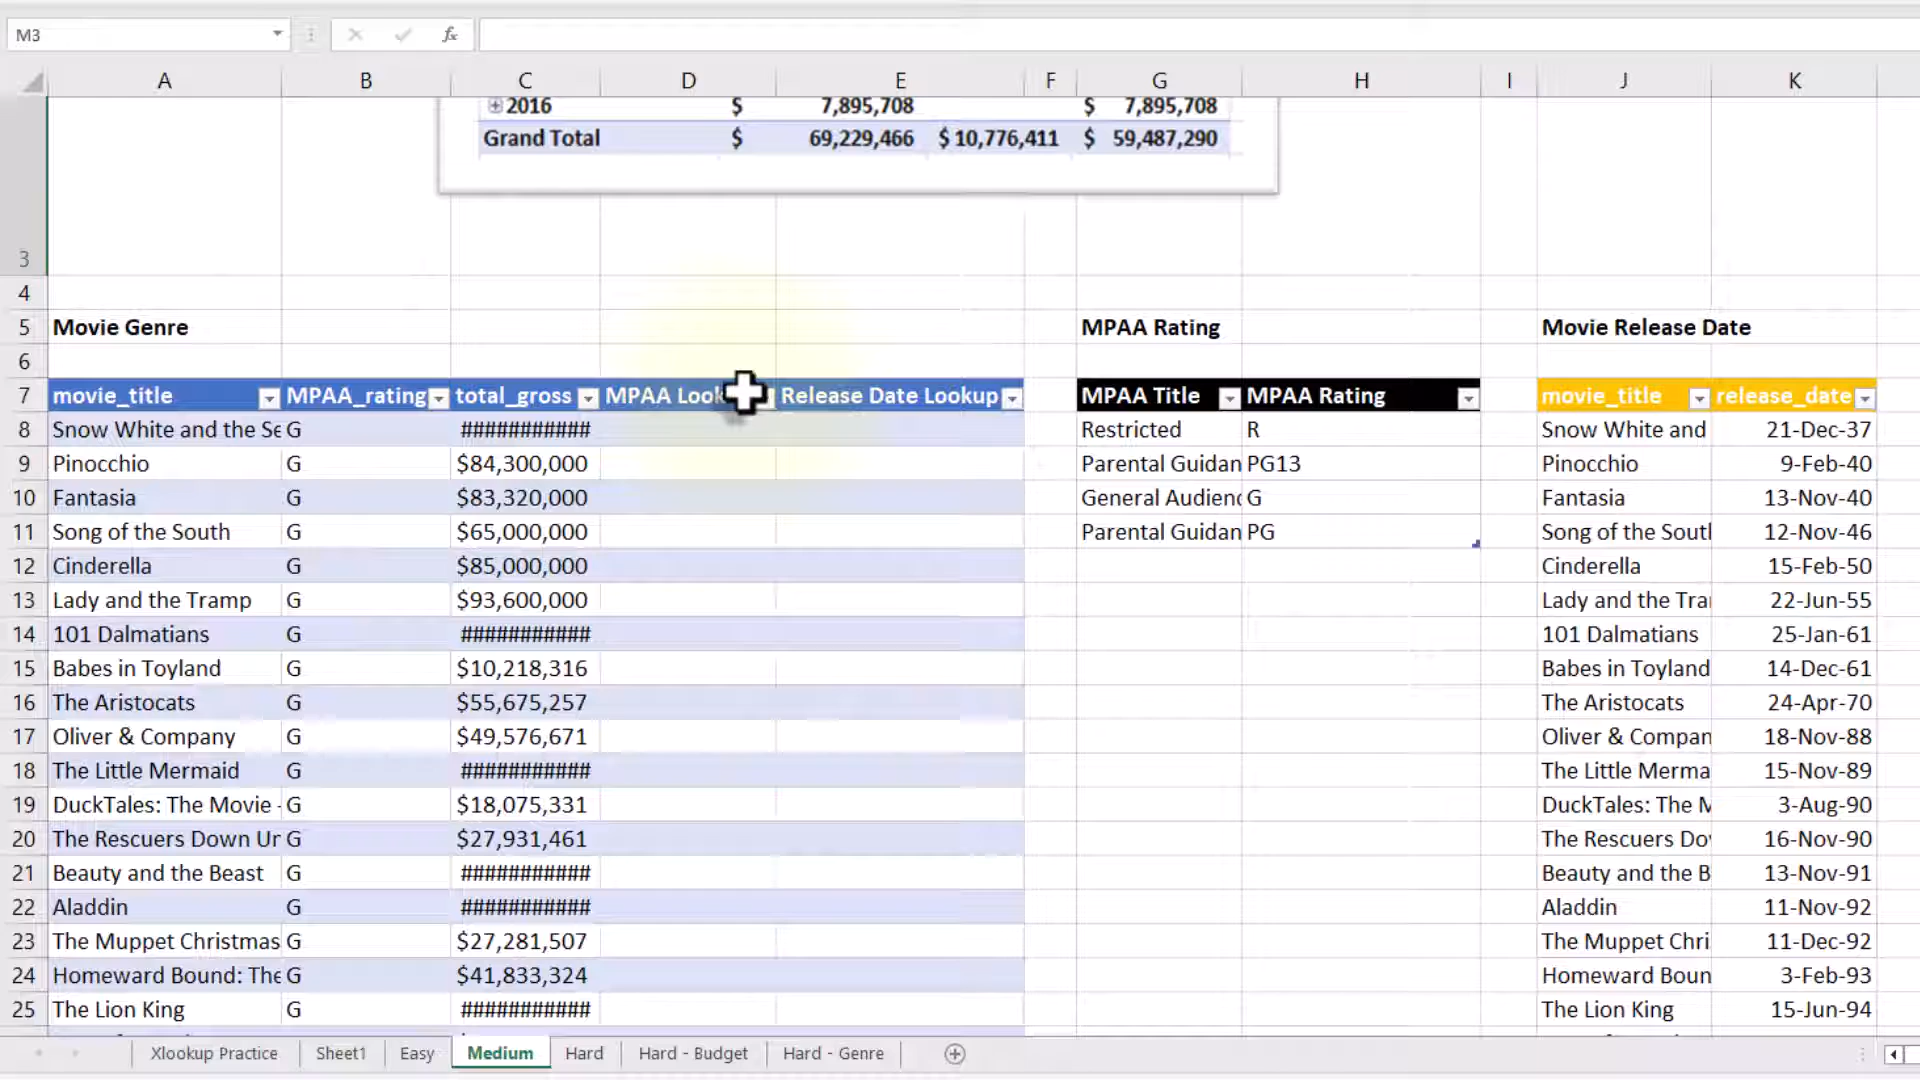 M3 fx
A B C D E F G H I J K
2016 $ 7,895,708 $ 7,895,708
Grand Total $ 69,229,466 $ 10,776,411 $ 59,487,290
3
4
5 Movie Genre MPAA Rating Movie Release Date
6
7 movie_title MPAA_rating total_gross MPAA Look Release Date Lookup MPAA Title MPAA Rating movie_title release_date
8 Snow White and the Se G ########### Restricted R Snow White and 21-Dec-37
9 Pinocchio G $84,300,000 Parental Guidan PG13 Pinocchio 9-Feb-40
10 Fantasia G $83,320,000 General Audienc G Fantasia 13-Nov-40
11 Song of the South G $65,000,000 Parental Guidan PG Song of the South 12-Nov-46
12 Cinderella G $85,000,000 Cinderella 15-Feb-50
13 Lady and the Tramp G $93,600,000 Lady and the Tra 22-Jun-55
14 101 Dalmatians G ########### 101 Dalmatians 25-Jan-61
15 Babes in Toyland G $10,218,316 Babes in Toyland 14-Dec-61
16 The Aristocats G $55,675,257 The Aristocats 24-Apr-70
17 Oliver & Company G $49,576,671 Oliver & Compan 18-Nov-88
18 The Little Mermaid G ########### The Little Merma 15-Nov-89
19 DuckTales: The Movie - G $18,075,331 DuckTales: The M 3-Aug-90
20 The Rescuers Down Un G $27,931,461 The Rescuers Dov 16-Nov-90
21 Beauty and the Beast G ########### Beauty and the B 13-Nov-91
22 Aladdin G ########### Aladdin 11-Nov-92
23 The Muppet Christmas G $27,281,507 The Muppet Chri 11-Dec-92
24 Homeward Bound: The G $41,833,324 Homeward Boun 3-Feb-93
25 The Lion King G ########### The Lion King 15-Jun-94
Xlookup Practice Sheet1 Easy Medium Hard Hard - Budget Hard - Genre